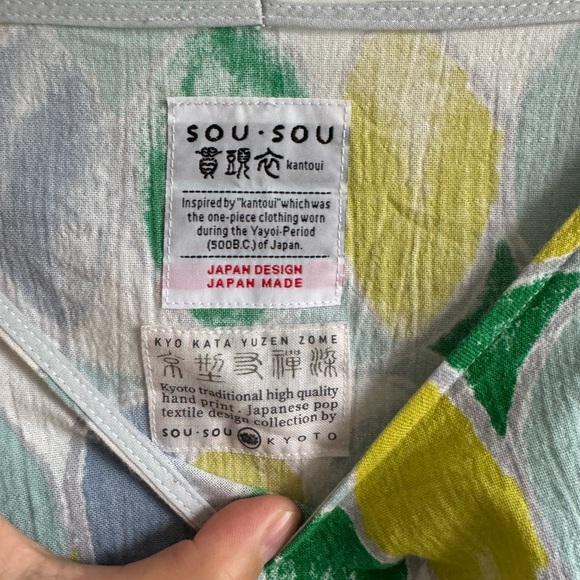 SOU・SOU
貫頭衣 kantoui
Inspired by "kantoui" which was
the one-piece clothing worn
during the Yayoi-Period
(500B.C.) of Japan.
JAPAN DESIGN
JAPAN MADE
KYO KATA YUZEN ZOME
京型友禅染
Kyoto traditional high quality
hand print. Japanese pop
textile design collection by
SOU・SOU KYOTO